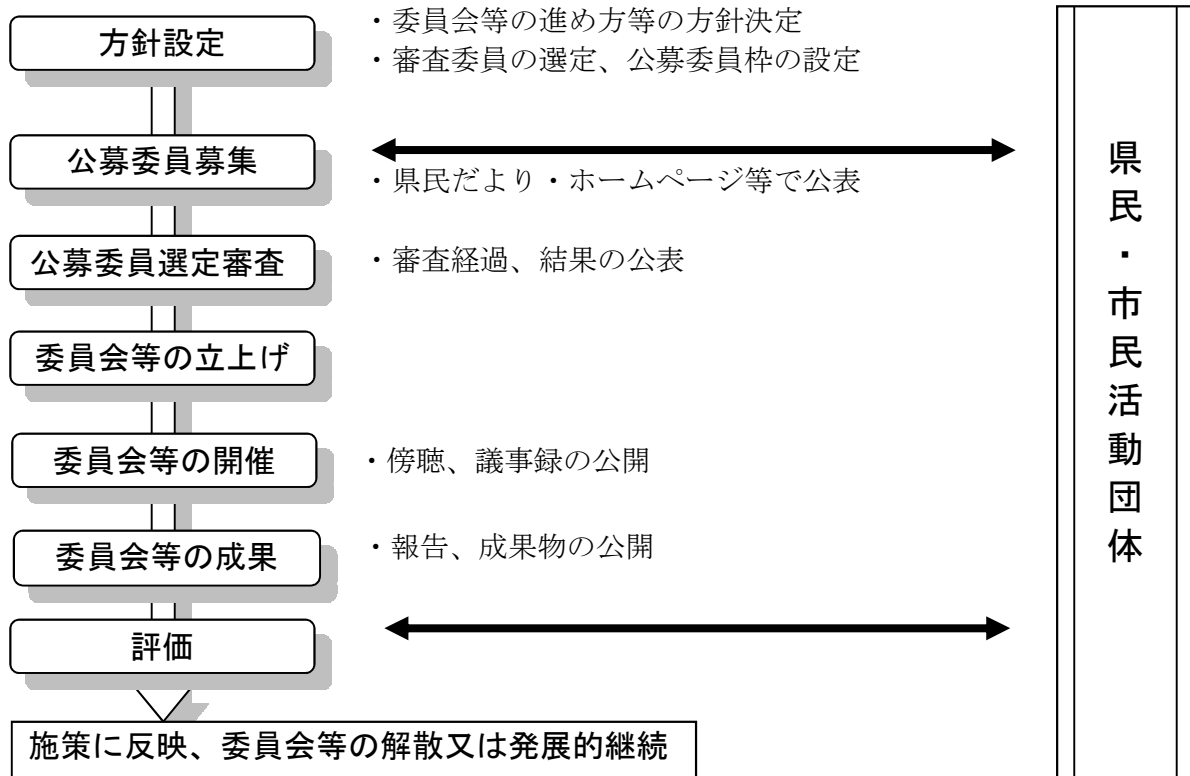 方針設定
・委員会等の進め方等の方針決定
・審査委員の選定、公募委員枠の設定
公募委員募集
・県民だより・ホームページ等で公表
公募委員選定審査
・審査経過、結果の公表
委員会等の立上げ
委員会等の開催
・傍聴、議事録の公開
委員会等の成果
・報告、成果物の公開
評価
施策に反映、委員会等の解散又は発展的継続
県民・市民活動団体